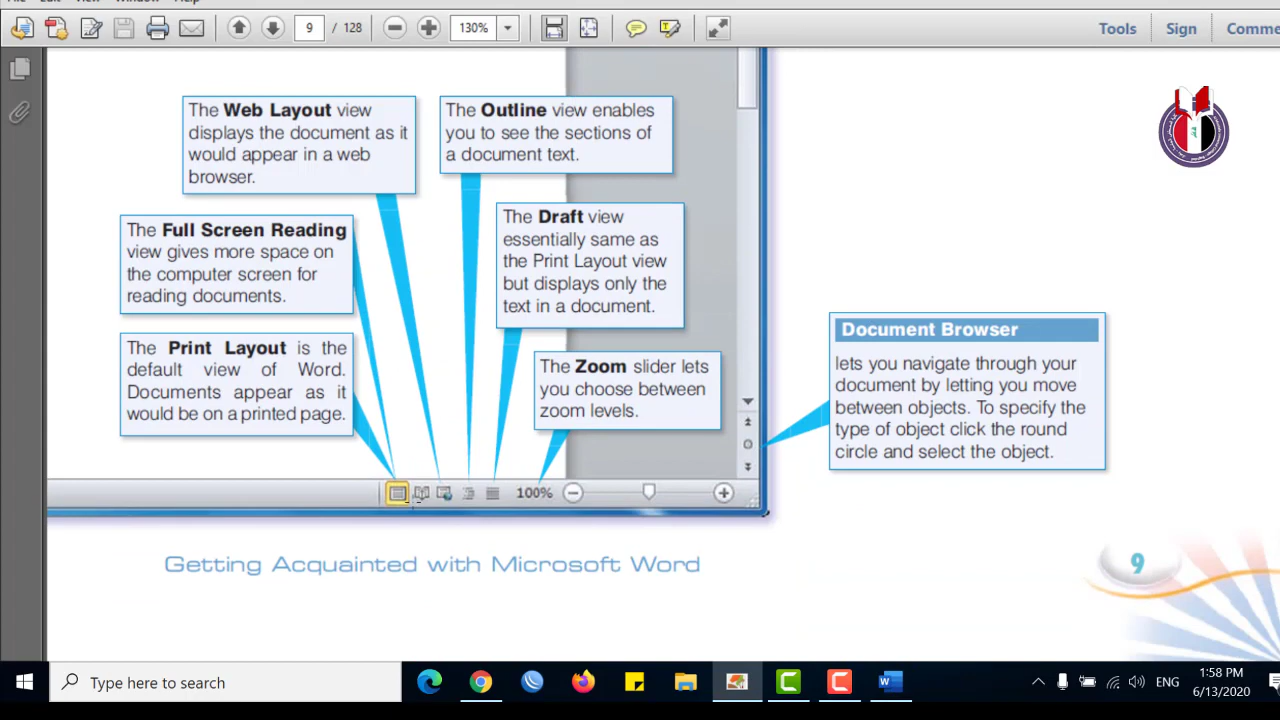 9 / 128
130%
Tools
Sign
Comme
The Web Layout view
displays the document as it
would appear in a web
browser.
The Outline view enables
you to see the sections of
a document text.
The Full Screen Reading
view gives more space on
the computer screen for
reading documents.
The Draft view
essentially same as
the Print Layout view
but displays only the
text in a document.
The Print Layout is the
default view of Word.
Documents appear as it
would be on a printed page.
The Zoom slider lets
you choose between
zoom levels.
Document Browser
lets you navigate through your
document by letting you move
between objects. To specify the
type of object click the round
circle and select the object.
100%
Getting Acquainted with Microsoft Word
9
Type here to search
ENG
1:58 PM
6/13/2020